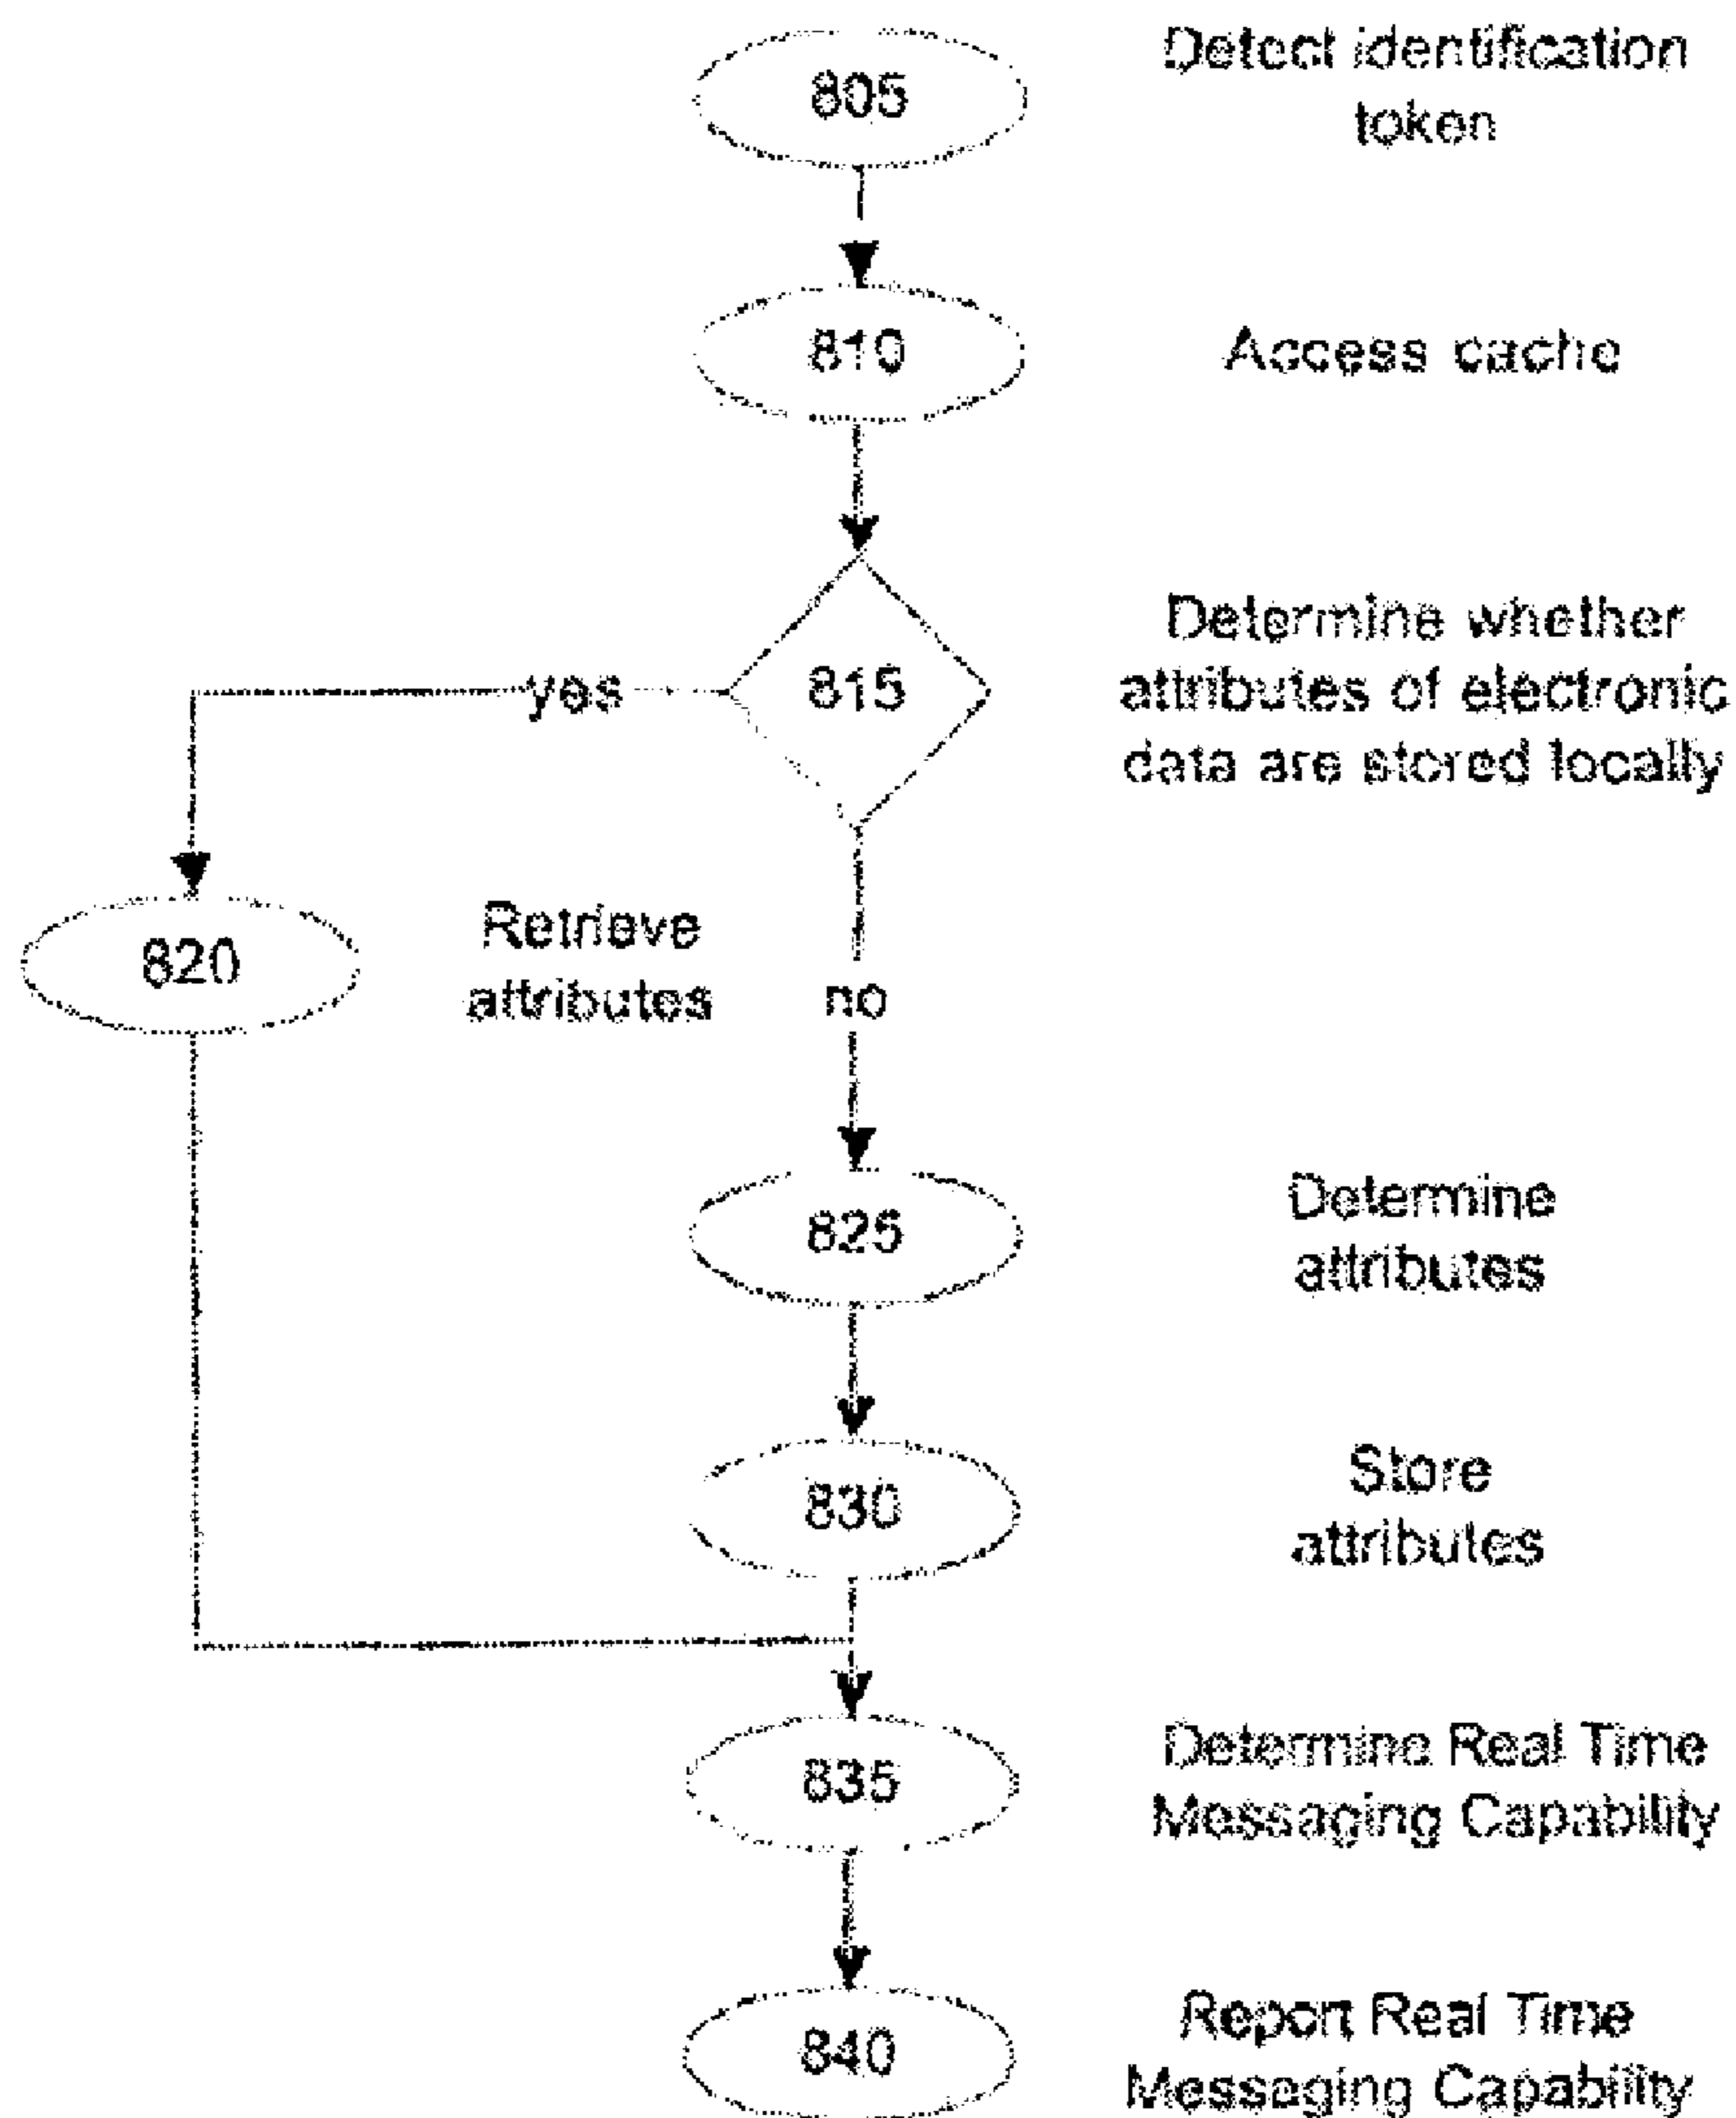 805
Detect identification
token
810
Access cache
815
yes
Determine whether
attributes of electronic
data are stored locally
820
Retrieve
attributes
no
825
Determine
attributes
830
Store
attributes
835
Determine Real Time
Messaging Capability
840
Report Real Time
Messaging Capability